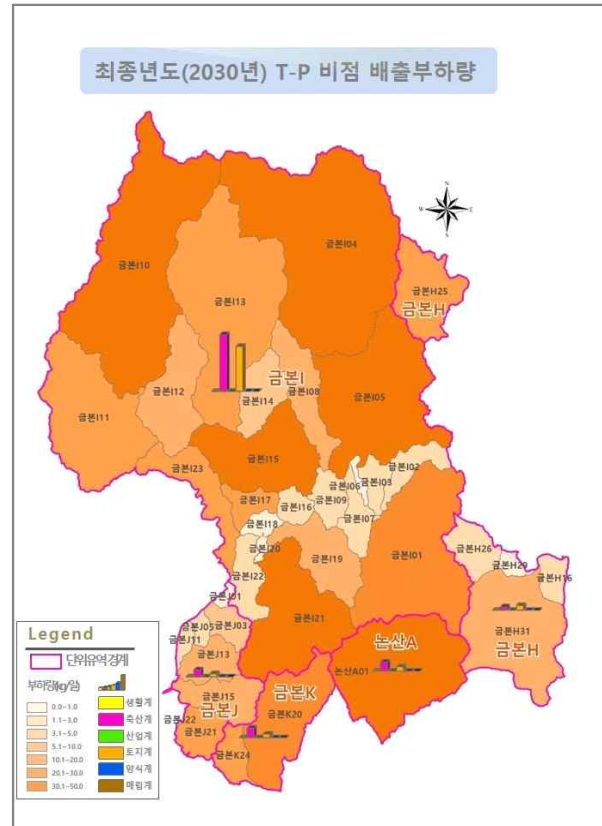 최종년도(2030년) T-P 비점 배출부하량
N
W
E
S
금본I10
금본I04
금본H25
금본H
금본I13
금본I
금본I12
금본I14
금본I08
금본I05
금본I11
금본I15
금본I23
금본I02
금본I06
금본I03
금본I17
금본I16
금본I09
금본I07
금본I18
금본I20
금본I19
금본I01
금본H26
금본H29
금본H16
금본I22
금본J01
금본I21
금본J05
금본J03
금본J11
금본H31
금본H
논산A
논산A01
금본J13
금본J15
금본J
금본J22
금본J21
금본K
금본K20
금본K24
Legend
단위유역경계
부하량(kg/일)
0.0~1.0
1.1~3.0
3.1~5.0
5.1~10.0
10.1~20.0
20.1~30.0
30.1~50.0
생활계
축산계
산업계
토지계
양식계
매립계